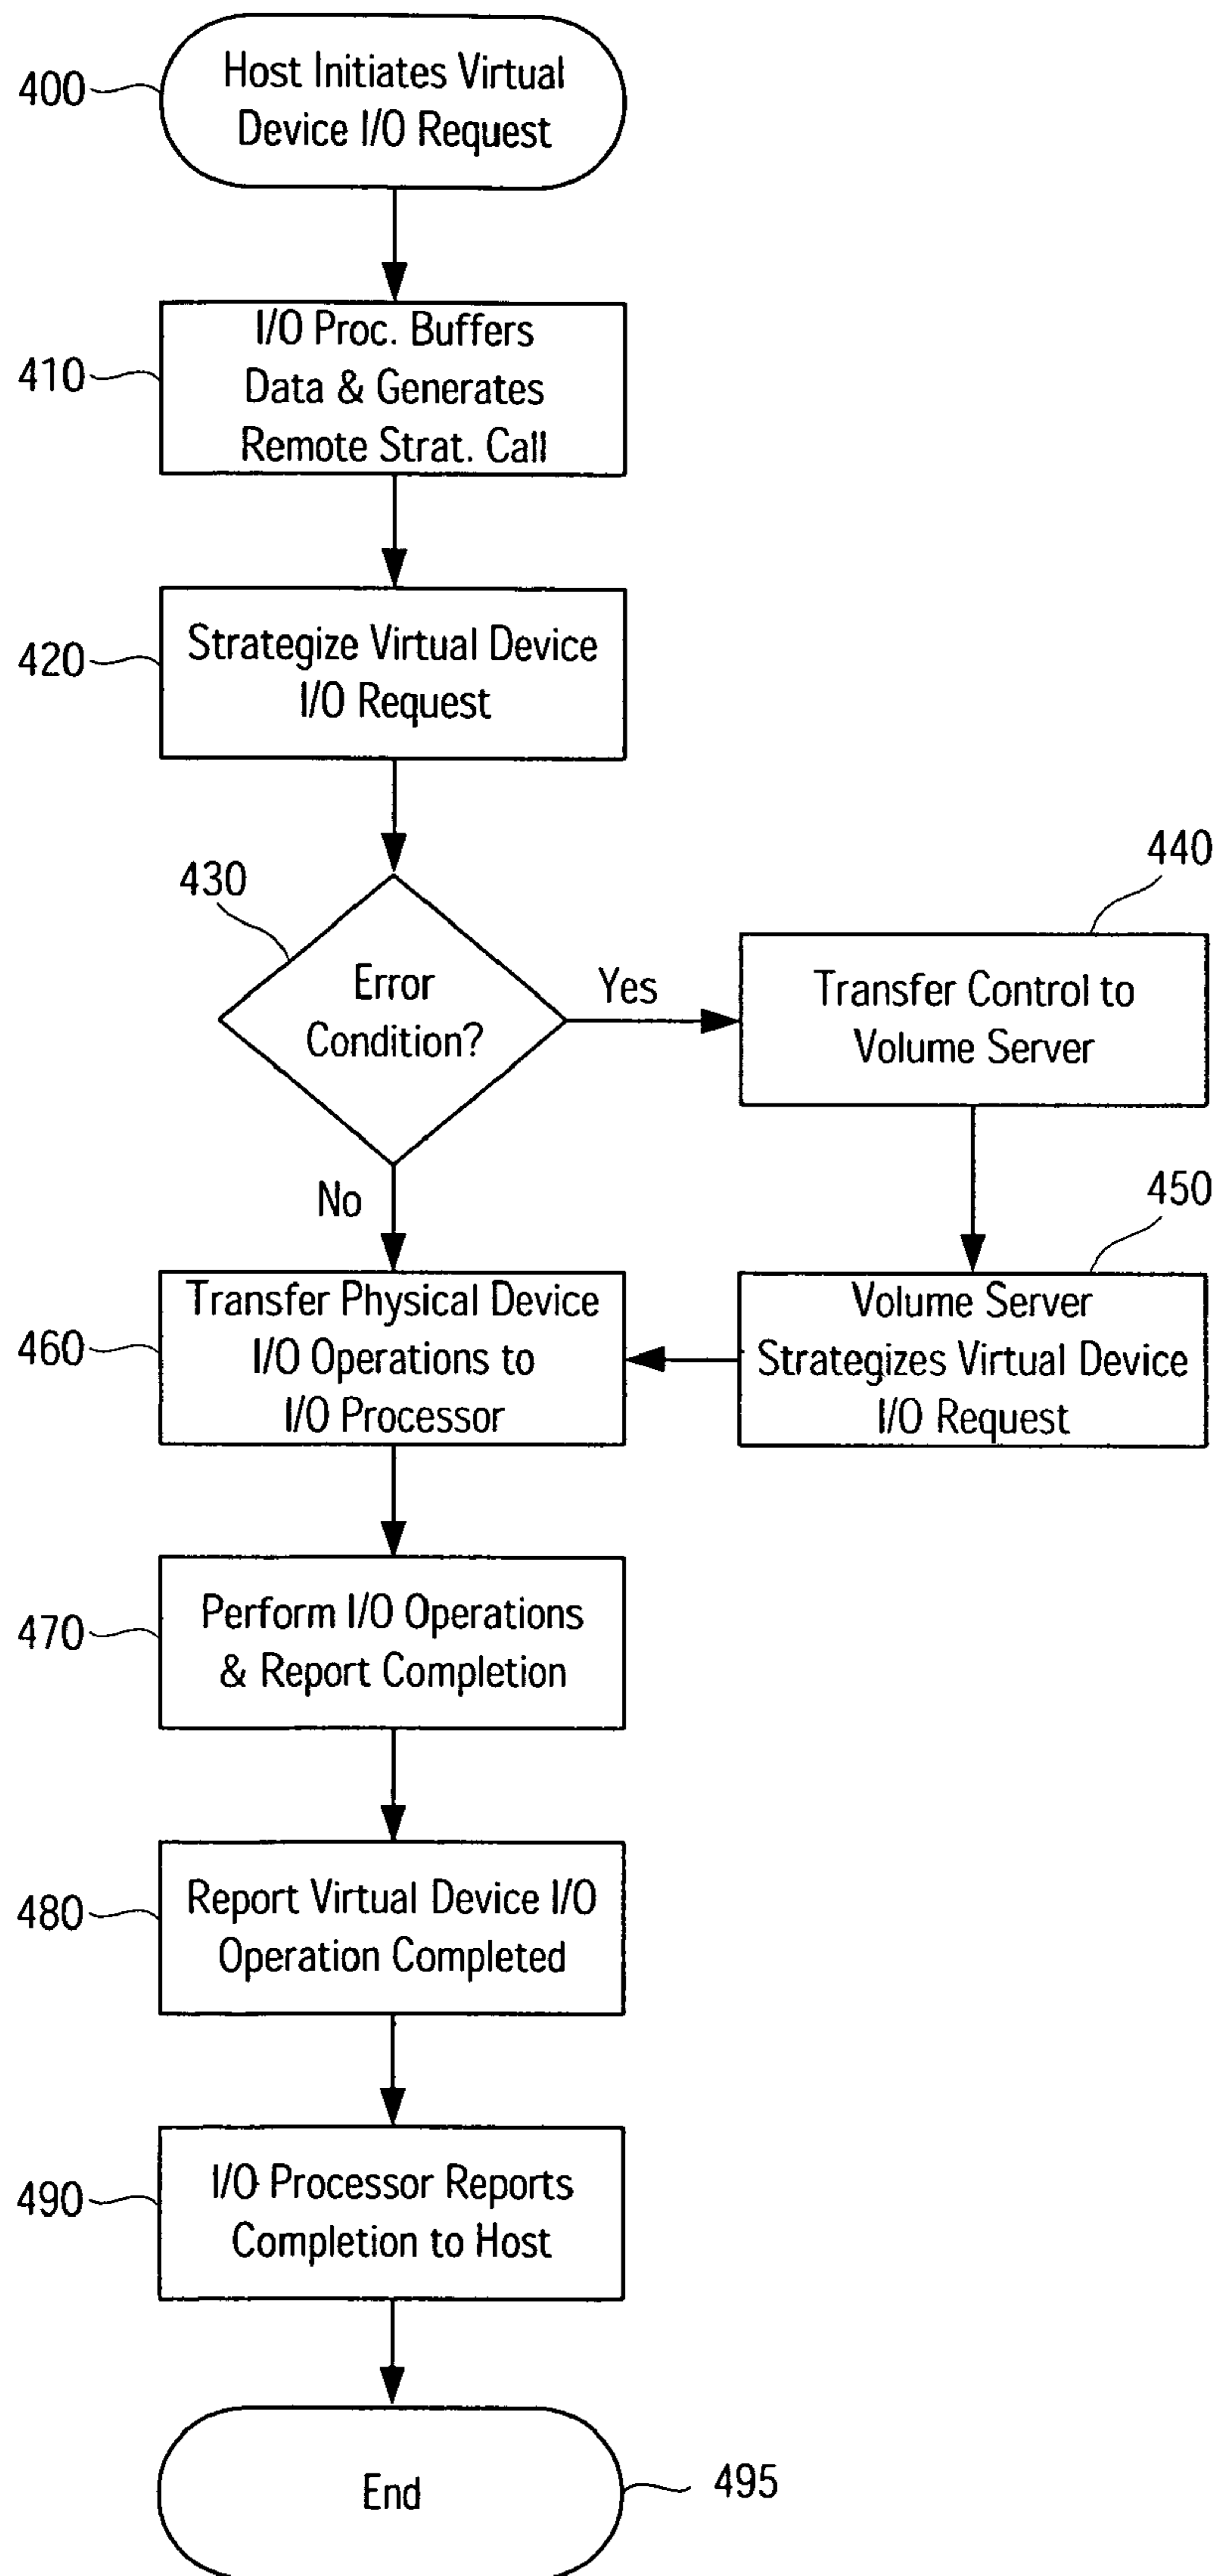 400
Host Initiates Virtual
Device I/O Request
410
I/O Proc. Buffers
Data & Generates
Remote Strat. Call
420
Strategize Virtual Device
I/O Request
430
Error
Condition?
Yes
No
440
Transfer Control to
Volume Server
450
Volume Server
Strategizes Virtual Device
I/O Request
460
Transfer Physical Device
I/O Operations to
I/O Processor
470
Perform I/O Operations
& Report Completion
480
Report Virtual Device I/O
Operation Completed
490
I/O Processor Reports
Completion to Host
End
495